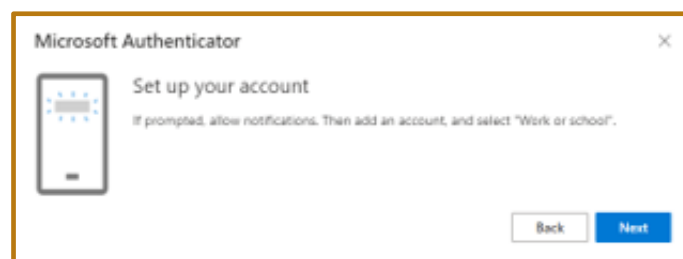 Microsoft Authenticator
Set up your account
If prompted, allow notifications. Then add an account, and select "Work or school".
Back
Next